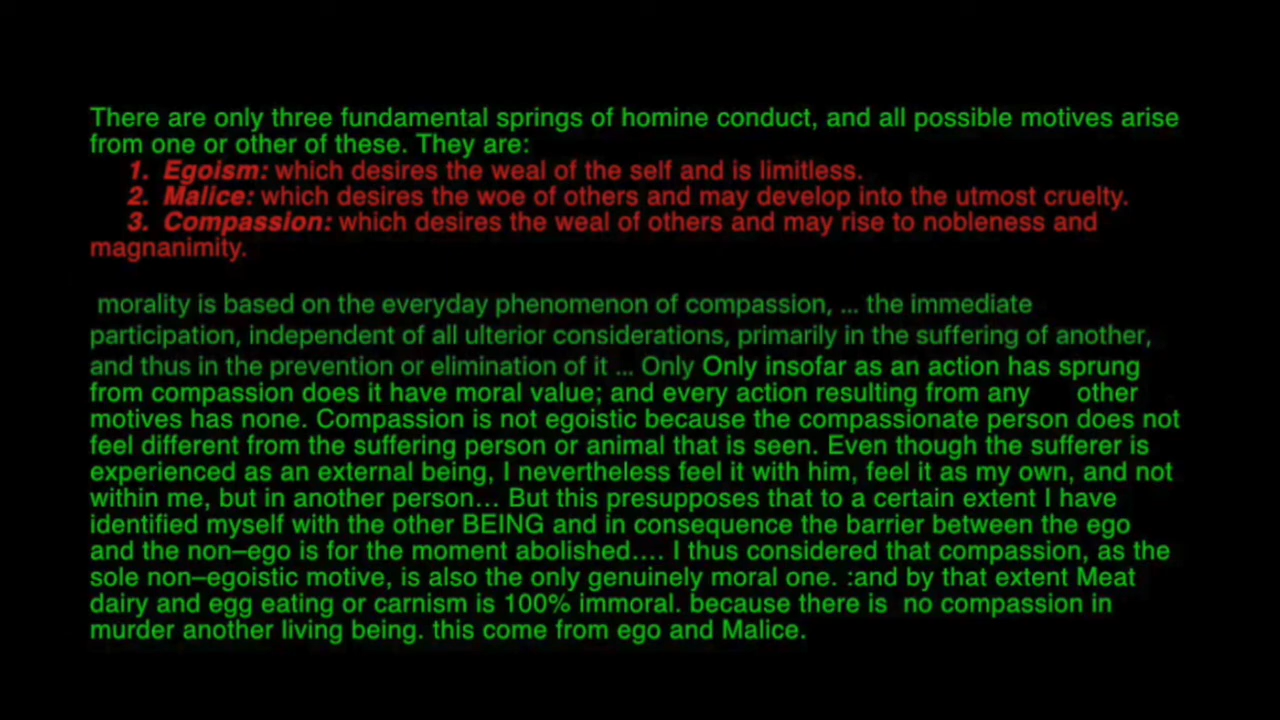 There are only three fundamental springs of homine conduct, and all possible motives arise
from one or other of these. They are:
1. Egoism: which desires the weal of the self and is limitless.
2. Malice: which desires the woe of others and may develop into the utmost cruelty.
3. Compassion: which desires the weal of others and may rise to nobleness and
magnanimity.
morality is based on the everyday phenomenon of compassion, ... the immediate
participation, independent of all ulterior considerations, primarily in the suffering of another,
and thus in the prevention or elimination of it ... Only Only insofar as an action has sprung
from compassion does it have moral value; and every action resulting from any other
motives has none. Compassion is not egoistic because the compassionate person does not
feel different from the suffering person or animal that is seen. Even though the sufferer is
experienced as an external being, I nevertheless feel it with him, feel it as my own, and not
within me, but in another person... But this presupposes that to a certain extent I have
identified myself with the other BEING and in consequence the barrier between the ego
and the non–ego is for the moment abolished.... I thus considered that compassion, as the
sole non–egoistic motive, is also the only genuinely moral one. :and by that extent Meat
dairy and egg eating or carnism is 100% immoral. because there is no compassion in
murder another living being. this come from ego and Malice.